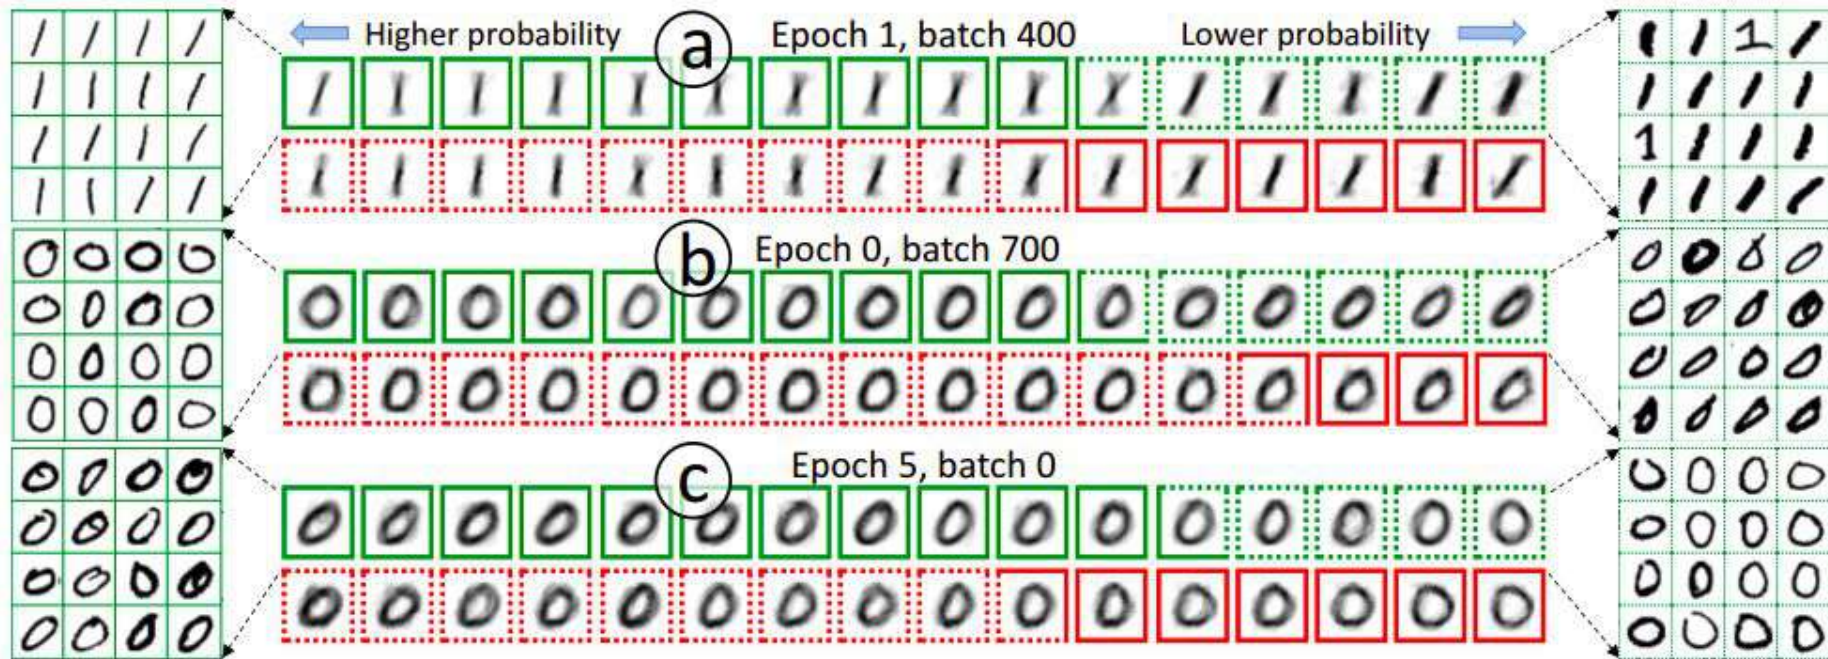 Higher probability
a
Epoch 1, batch 400
Lower probability
b
Epoch 0, batch 700
c
Epoch 5, batch 0